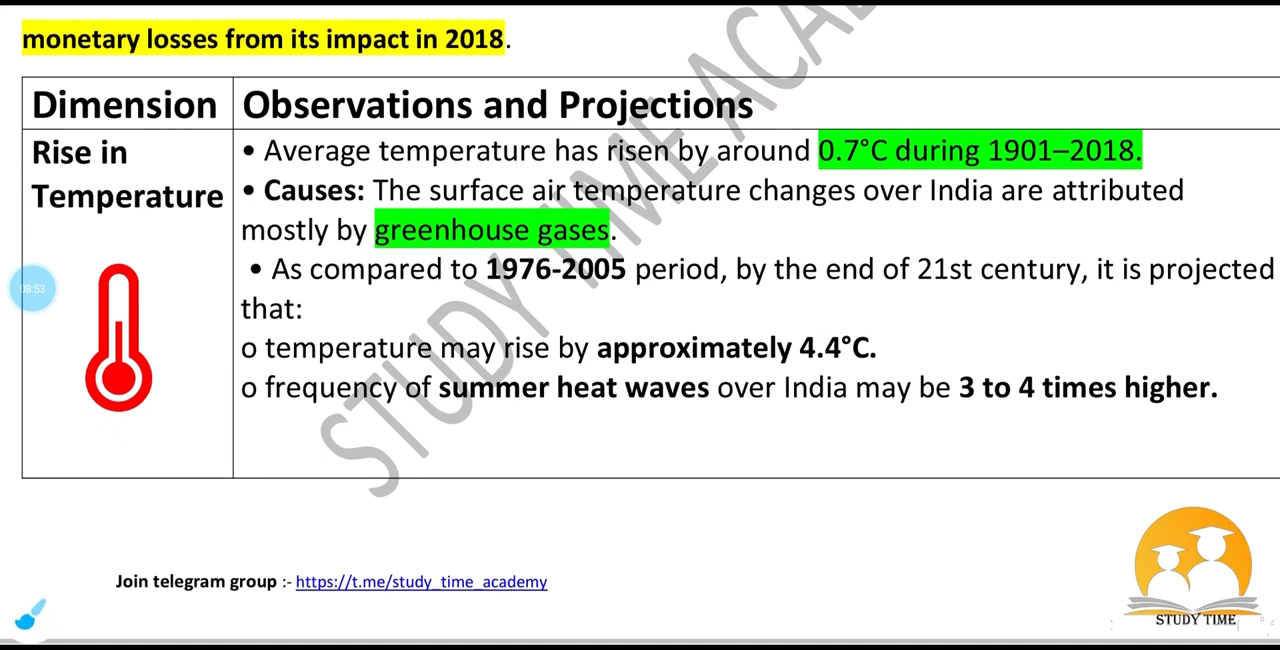 monetary losses from its impact in 2018.
STUDY TIME ACA
Dimension
Observations and Projections
Rise in
Temperature
• Average temperature has risen by around 0.7°C during 1901–2018.
• Causes: The surface air temperature changes over India are attributed
mostly by greenhouse gases.
• As compared to 1976-2005 period, by the end of 21st century, it is projected
that:
o temperature may rise by approximately 4.4°C.
o frequency of summer heat waves over India may be 3 to 4 times higher.
08:53
Join telegram group :- https://t.me/study_time_academy
STUDY TIME